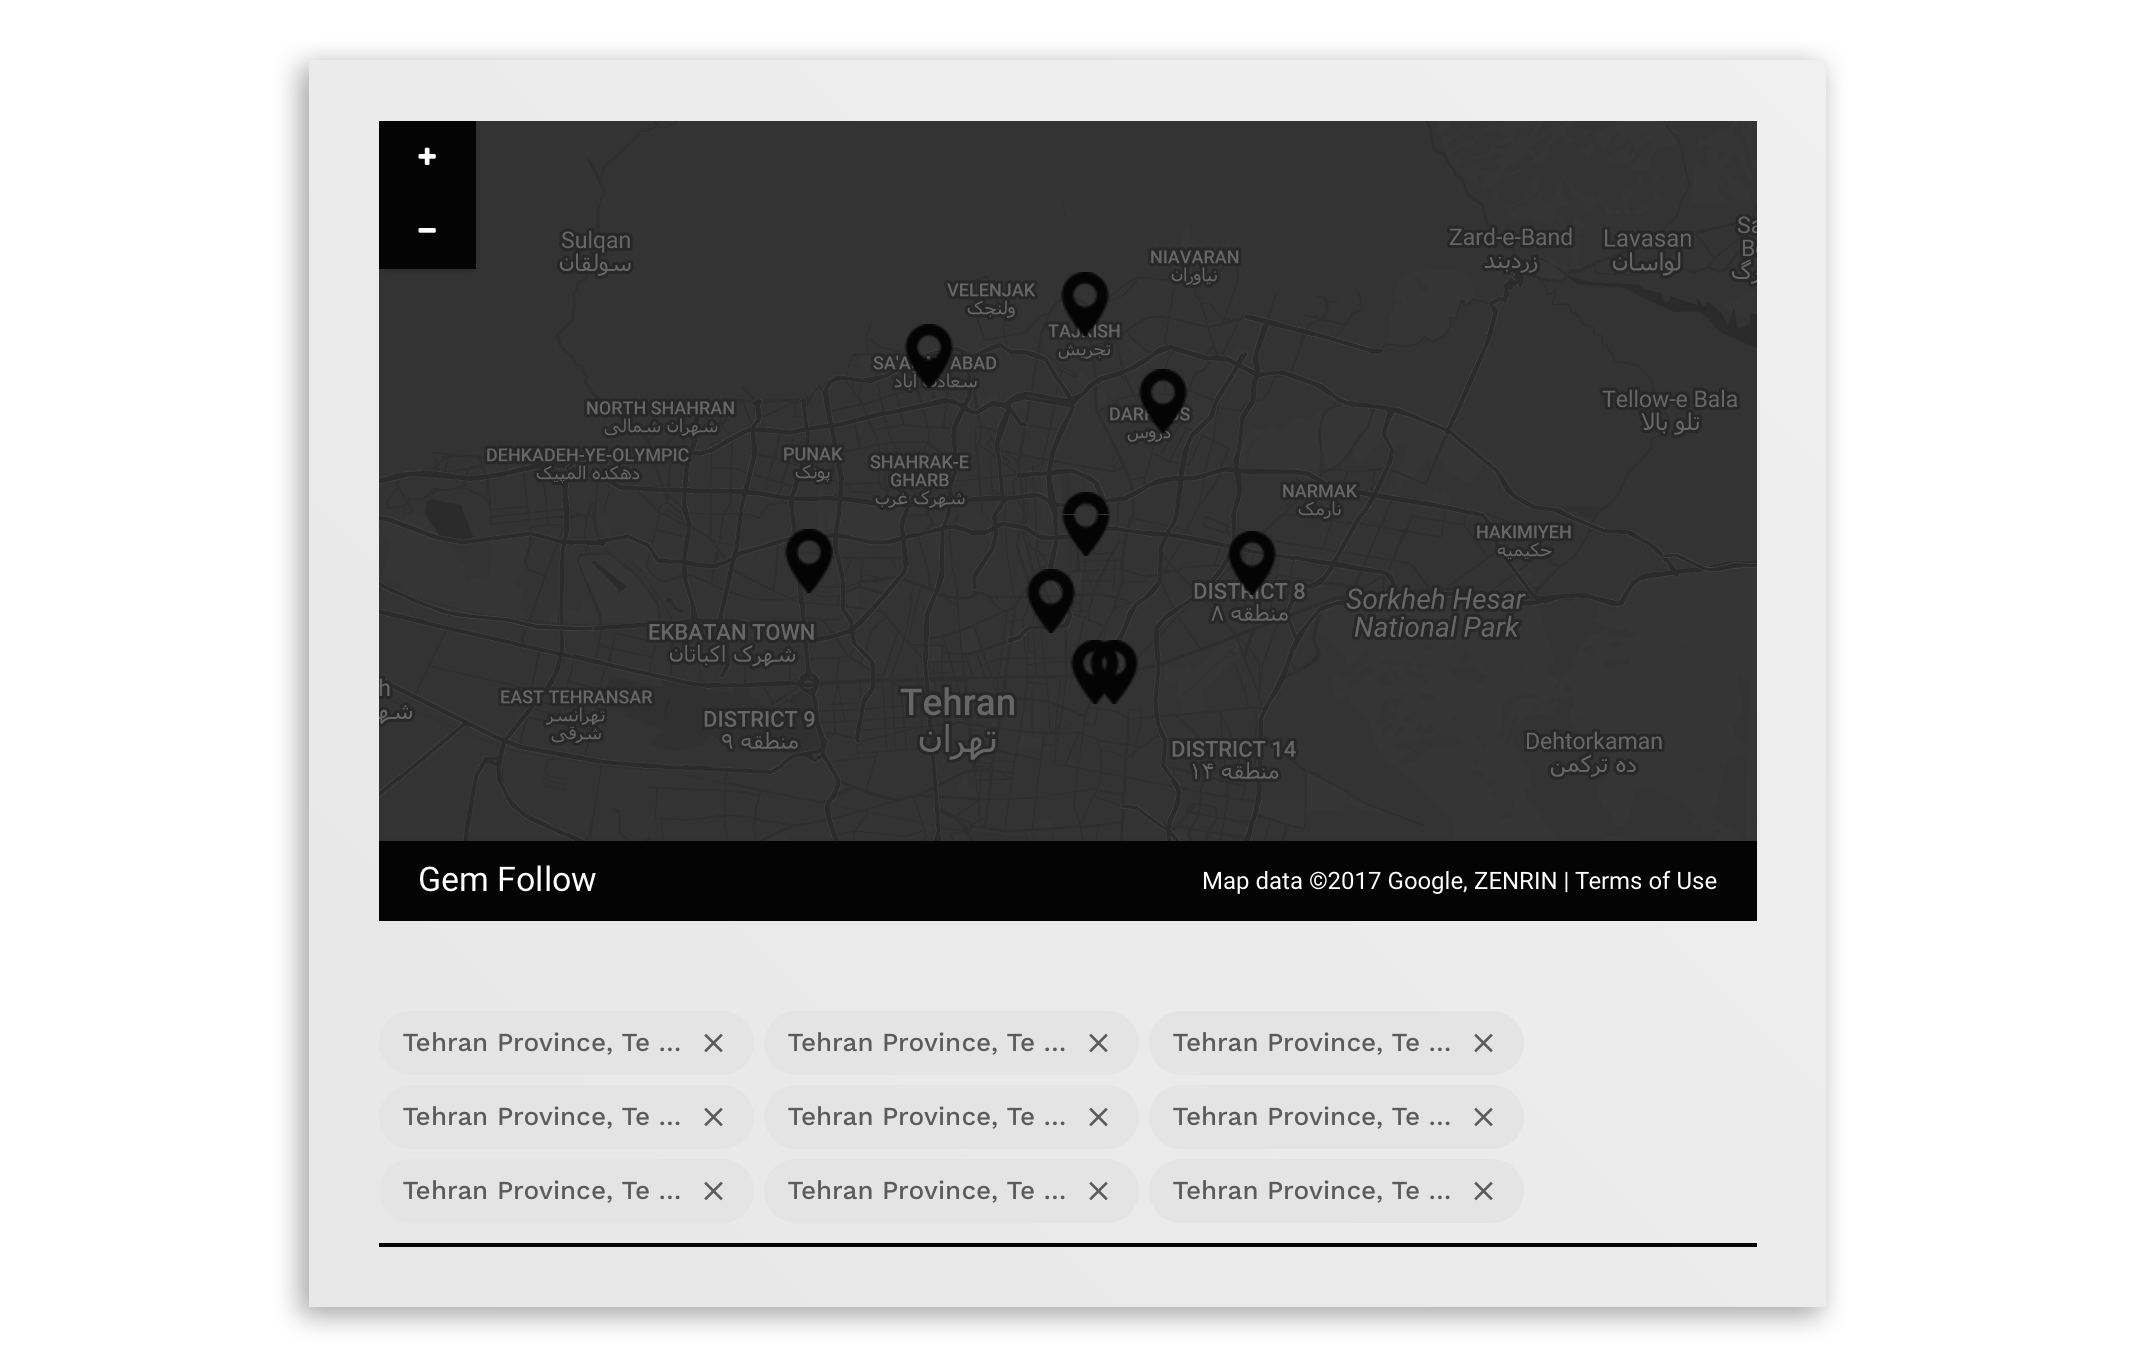 +
−
Sulqan
سولقان
NIAVARAN
نیاوران
Zard-e-Band
زردبند
Lavasan
لواسان
VELENJAK
ولنجک
TAJRISH
تجریش
سعادت آباد
دروس
NORTH SHAHRAN
شهران شمالی
Tellow-e Bala
تلو بالا
DEHKADEH-YE-OLYMPIC
دهکده المپیک
PUNAK
پونک
SHAHRAK-E
GHARB
شهرک غرب
NARMAK
نارمک
HAKIMIYEH
حکیمیه
DISTRICT 8
منطقه ۸
Sorkheh Hesar
National Park
EKBATAN TOWN
شهرک اکباتان
EAST TEHRANSAR
تهرانسر
شرقی
DISTRICT 9
منطقه ۹
Tehran
تهران
DISTRICT 14
منطقه ۱۴
Dehtorkaman
ده ترکمن
Gem Follow
Map data ©2017 Google, ZENRIN | Terms of Use
Tehran Province, Te ...
Tehran Province, Te ...
Tehran Province, Te ...
Tehran Province, Te ...
Tehran Province, Te ...
Tehran Province, Te ...
Tehran Province, Te ...
Tehran Province, Te ...
Tehran Province, Te ...